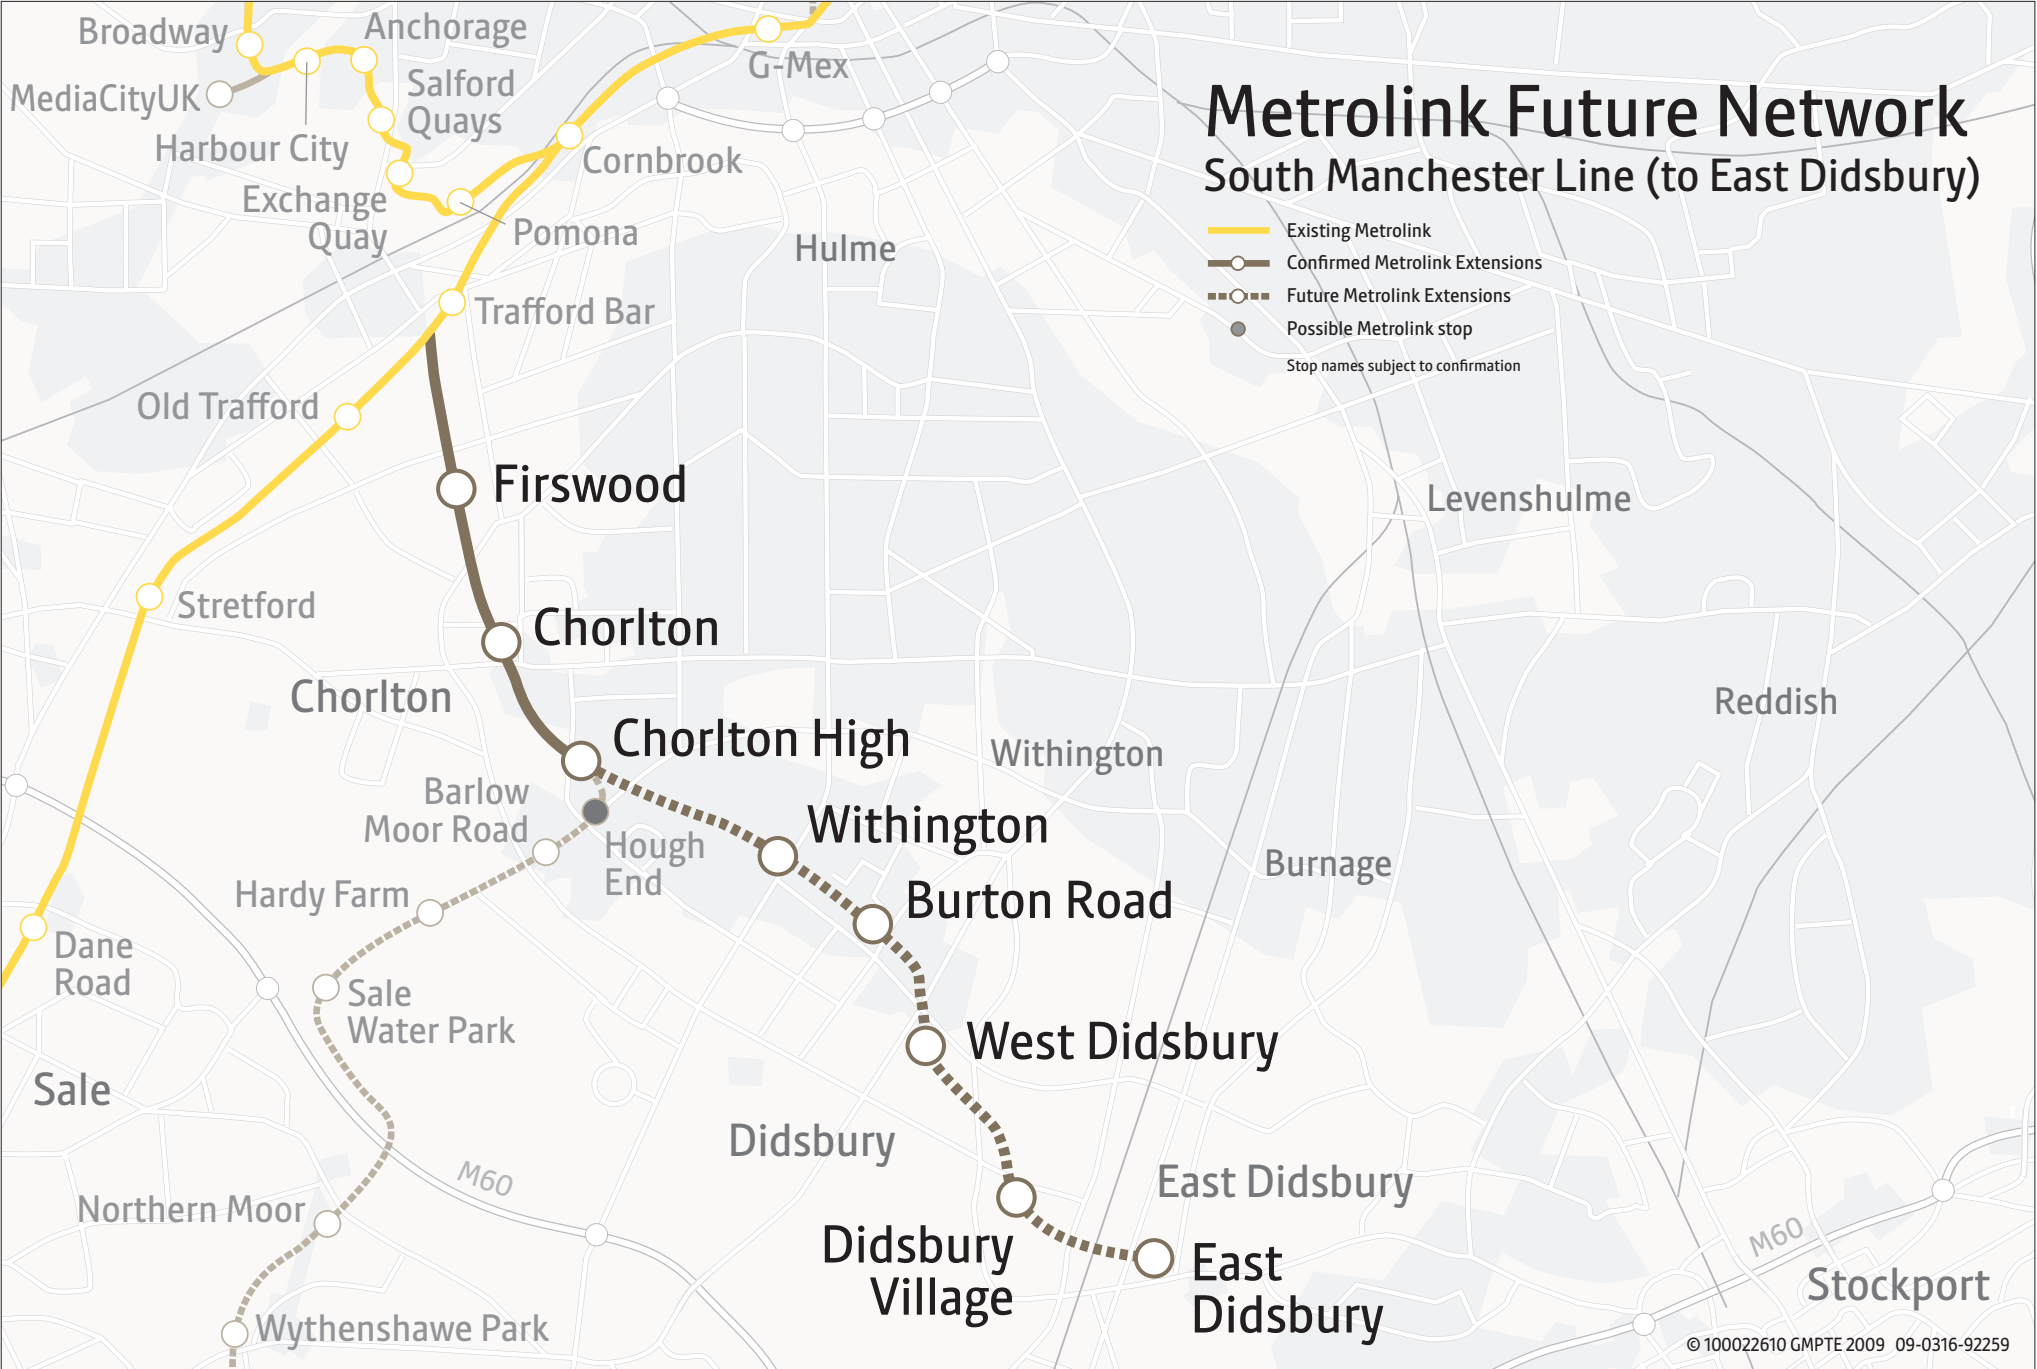 Metrolink Future Network
South Manchester Line (to East Didsbury)
Existing Metrolink
Confirmed Metrolink Extensions
Future Metrolink Extensions
Possible Metrolink stop
Stop names subject to confirmation
Broadway
Anchorage
MediaCityUK
Salford
Quays
Harbour City
Exchange
Quay
G-Mex
Cornbrook
Pomona
Hulme
Trafford Bar
Old Trafford
Firswood
Levenshulme
Stretford
Chorlton
Chorlton
Reddish
Chorlton High
Withington
Barlow
Moor Road
Hough
End
Withington
Burnage
Hardy Farm
Burton Road
Dane
Road
Sale
Water Park
West Didsbury
Sale
Didsbury
M60
East Didsbury
Northern Moor
Didsbury
Village
East
Didsbury
M60
Stockport
Wythenshawe Park
© 100022610 GMPTE 2009 09-0316-92259